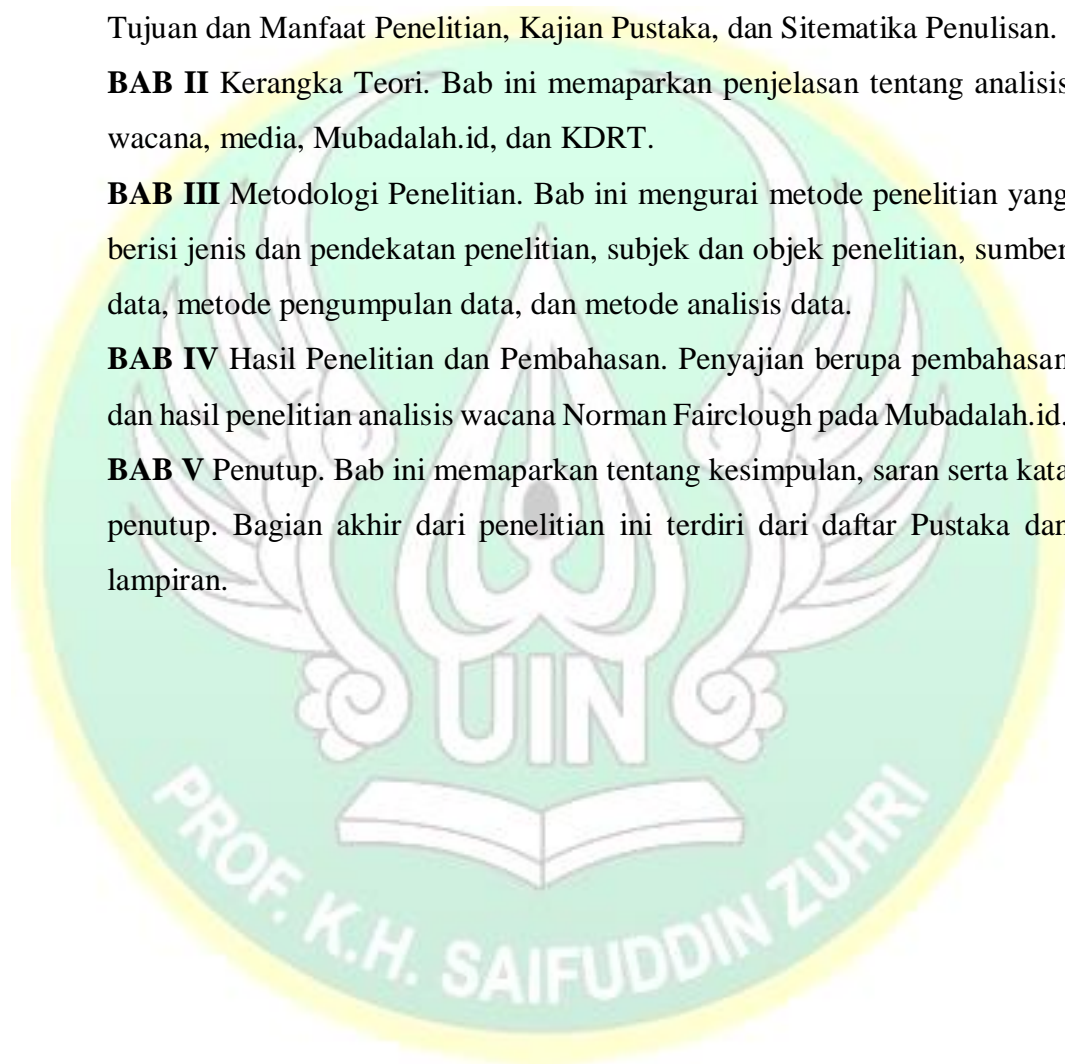 Tujuan dan Manfaat Penelitian, Kajian Pustaka, dan Sitematika Penulisan.
BAB II Kerangka Teori. Bab ini memaparkan penjelasan tentang analisis
wacana, media, Mubadalah.id, dan KDRT.
BAB III Metodologi Penelitian. Bab ini mengurai metode penelitian yang
berisi jenis dan pendekatan penelitian, subjek dan objek penelitian, sumber
data, metode pengumpulan data, dan metode analisis data.
BAB IV Hasil Penelitian dan Pembahasan. Penyajian berupa pembahasan
dan hasil penelitian analisis wacana Norman Fairclough pada Mubadalah.id.
BAB V Penutup. Bab ini memaparkan tentang kesimpulan, saran serta kata
penutup. Bagian akhir dari penelitian ini terdiri dari daftar Pustaka dan
lampiran.
UIN
PROF. K.H. SAIFUDDIN ZUHRI